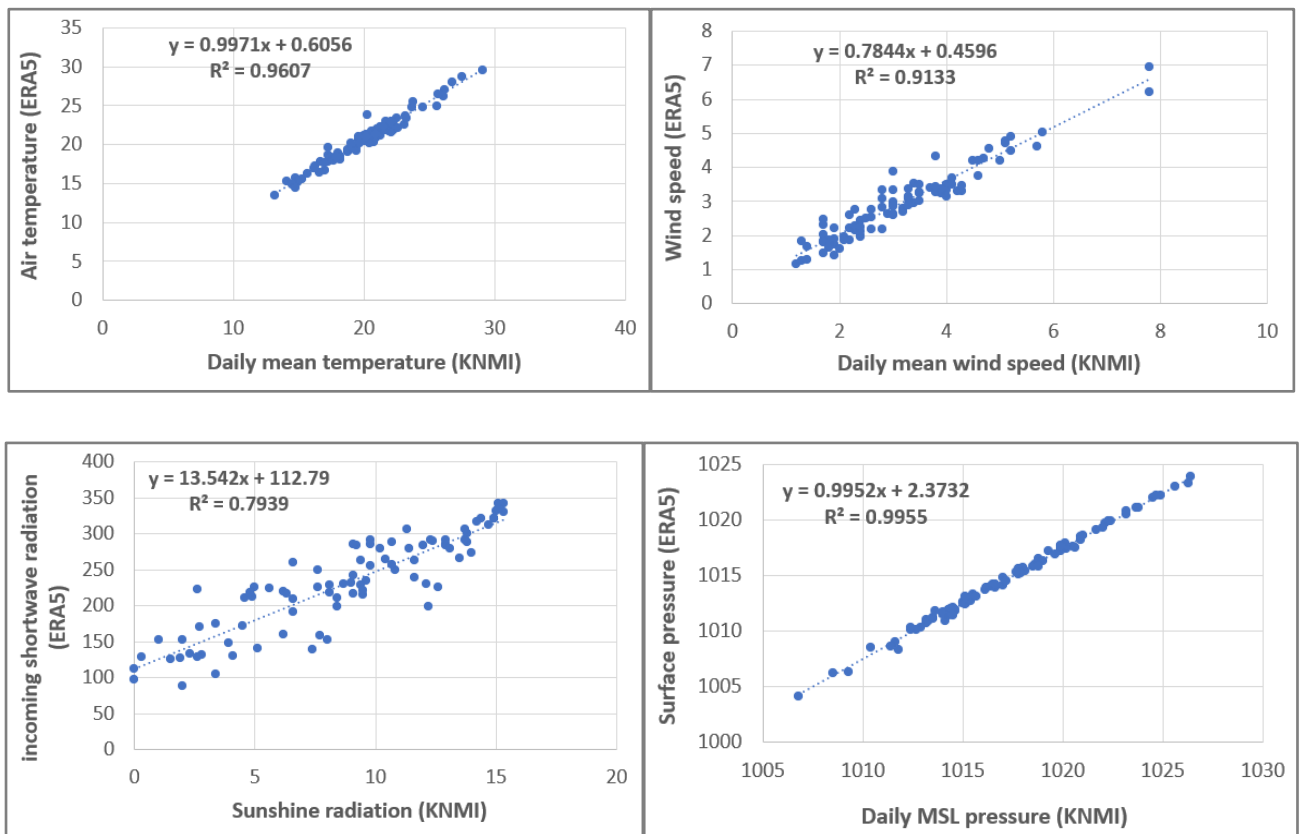 y = 0.9971x + 0.6056
R² = 0.9607
35
30
25
20
15
10
5
0
0 10 20 30 40
Air temperature (ERA5)
Daily mean temperature (KNMI)
y = 0.7844x + 0.4596
R² = 0.9133
8
7
6
5
4
3
2
1
0
0 2 4 6 8 10
Wind speed (ERA5)
Daily mean wind speed (KNMI)
y = 13.542x + 112.79
R² = 0.7939
400
350
300
250
200
150
100
50
0
0 5 10 15 20
incoming shortwave radiation
(ERA5)
Sunshine radiation (KNMI)
y = 0.9952x + 2.3732
R² = 0.9955
1025
1020
1015
1010
1005
1000
1005 1010 1015 1020 1025 1030
Surface pressure (ERA5)
Daily MSL pressure (KNMI)